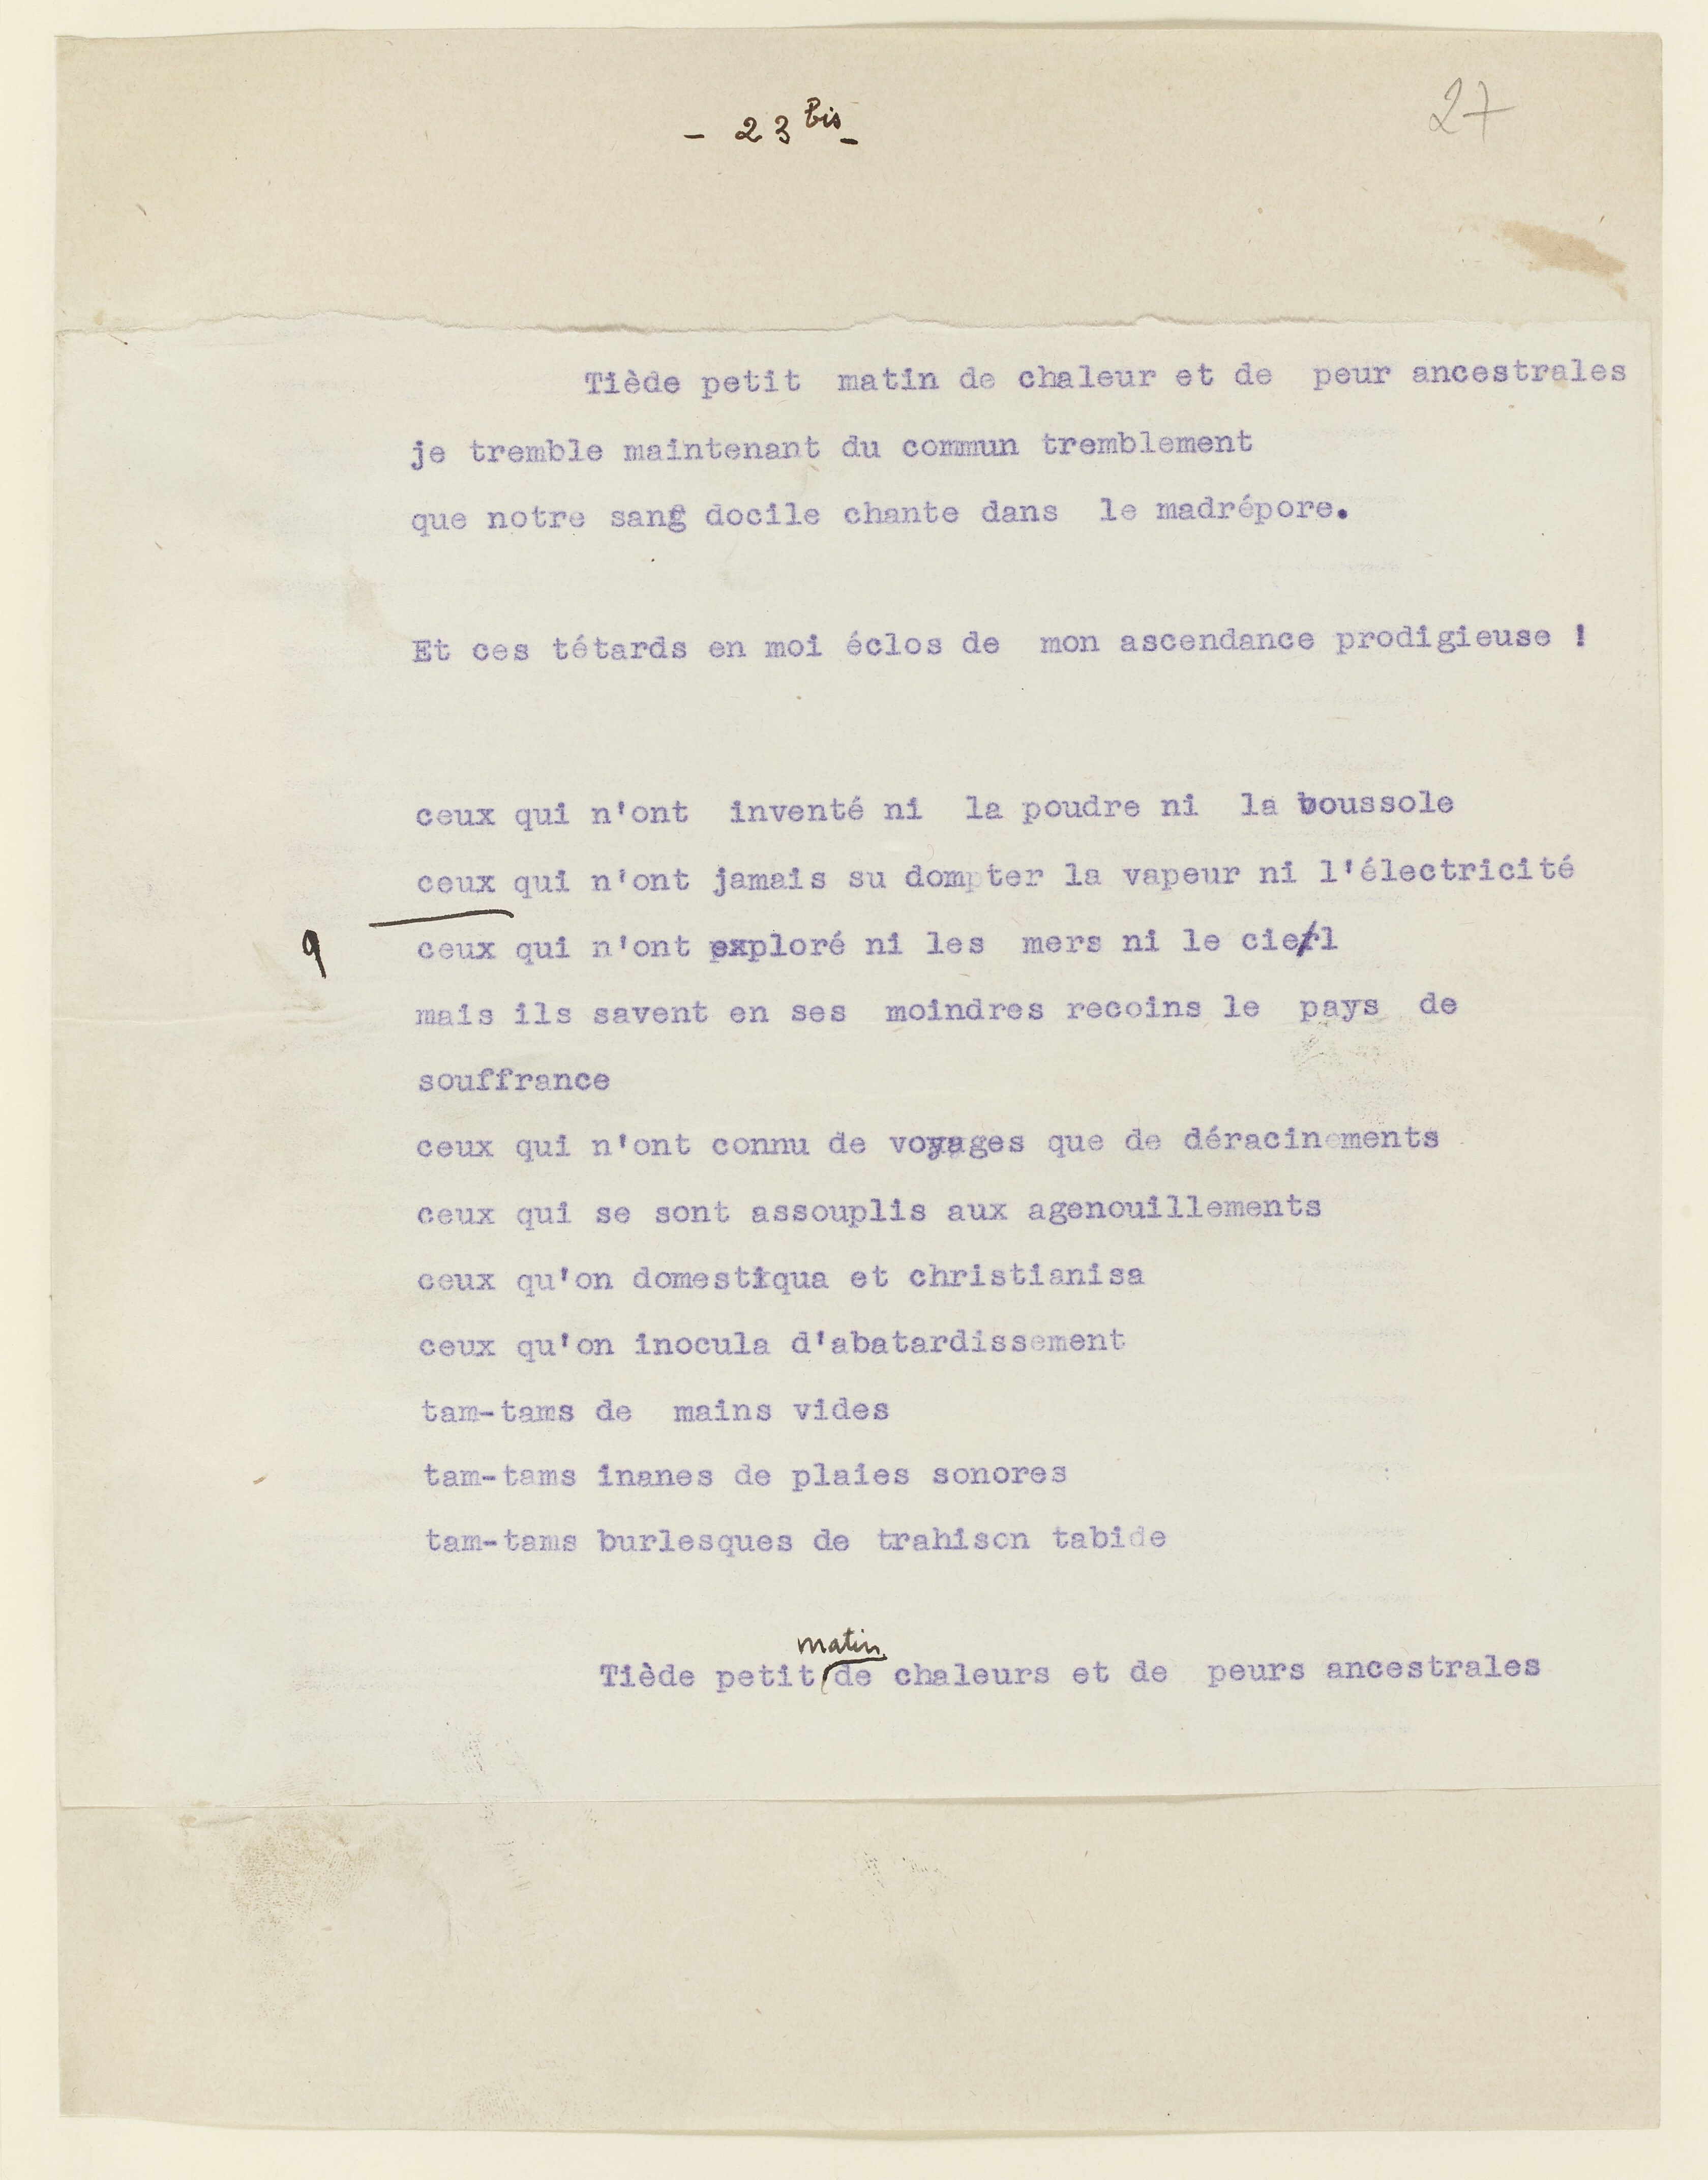 - 23 bis -
27
Tiède petit matin de chaleur et de peur ancestrales
je tremble maintenant du commun tremblement
que notre sang docile chante dans le madrépore.
Et ces tétards en moi éclos de mon ascendance prodigieuse !
ceux qui n'ont inventé ni la poudre ni la boussole
ceux qui n'ont jamais su dompter la vapeur ni l'électricité
9 ceux qui n'ont exploré ni les mers ni le ciel
mais ils savent en ses moindres recoins le pays de
souffrance
ceux qui n'ont connu de voyages que de déracinements
ceux qui se sont assouplis aux agenouillements
ceux qu'on domestiqua et christianisa
ceux qu'on inocula d'abatardissement
tam-tams de mains vides
tam-tams inanes de plaies sonores
tam-tams burlesques de trahison tabide
matin
Tiède petit de chaleurs et de peurs ancestrales